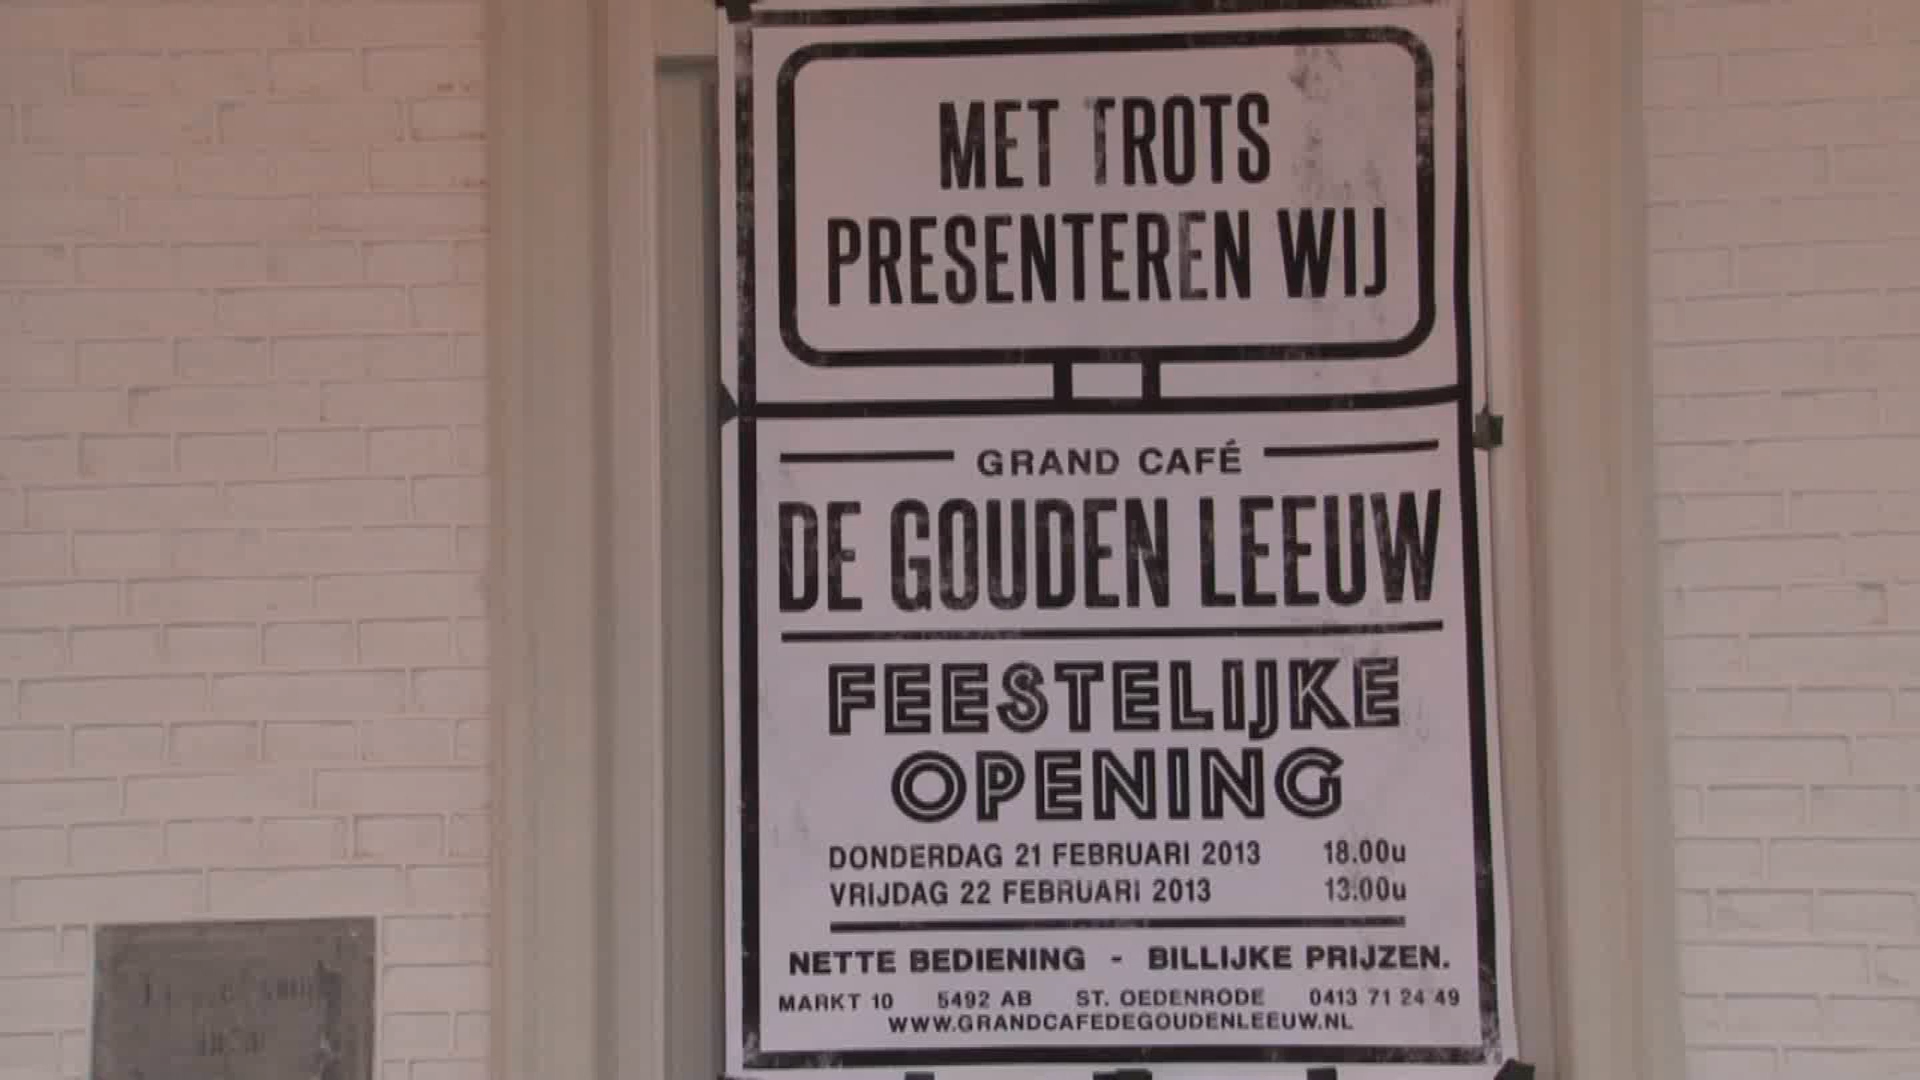 MET TROTS
PRESENTEREN WIJ
GRAND CAFÉ
DE GOUDEN LEEUW
FEESTELIJKE
OPENING
DONDERDAG 21 FEBRUARI 2013 18.00u
VRIJDAG 22 FEBRUARI 2013 13.00u
NETTE BEDIENING - BILLIJKE PRIJZEN.
MARKT 10 5492 AB ST. OEDENRODE 0413 71 24 49
WWW.GRANDCAFEDEGOUDENLEEUW.NL